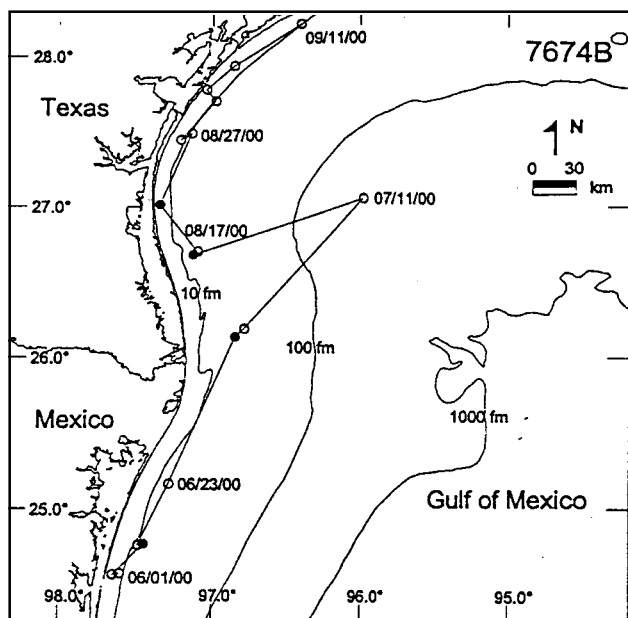 28.0°
09/11/00
7674B
Texas
08/27/00
N
0 30
km
27.0°
07/11/00
08/17/00
10 fm
100 fm
26.0°
1000 fm
Mexico
06/23/00
Gulf of Mexico
25.0°
06/01/00
98.0° 97.0° 96.0° 95.0°